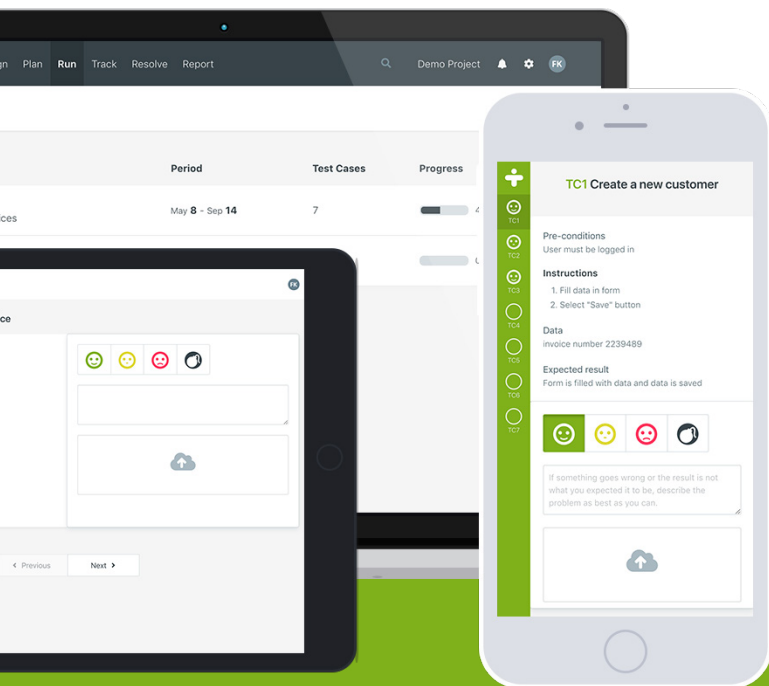 Plan Run Track Resolve Report Demo Project FK
Period Test Cases Progress
May 8 - Sep 14 7
FK
Previous Next
TC1 Create a new customer
TC1
TC2
TC3
TC4
TC5
TC6
TC7
Pre-conditions
User must be logged in
Instructions
1. Fill data in form
2. Select "Save" button
Data
invoice number 2239489
Expected result
Form is filled with data and data is saved
If something goes wrong or the result is not
what you expected it to be, describe the
problem as best as you can.